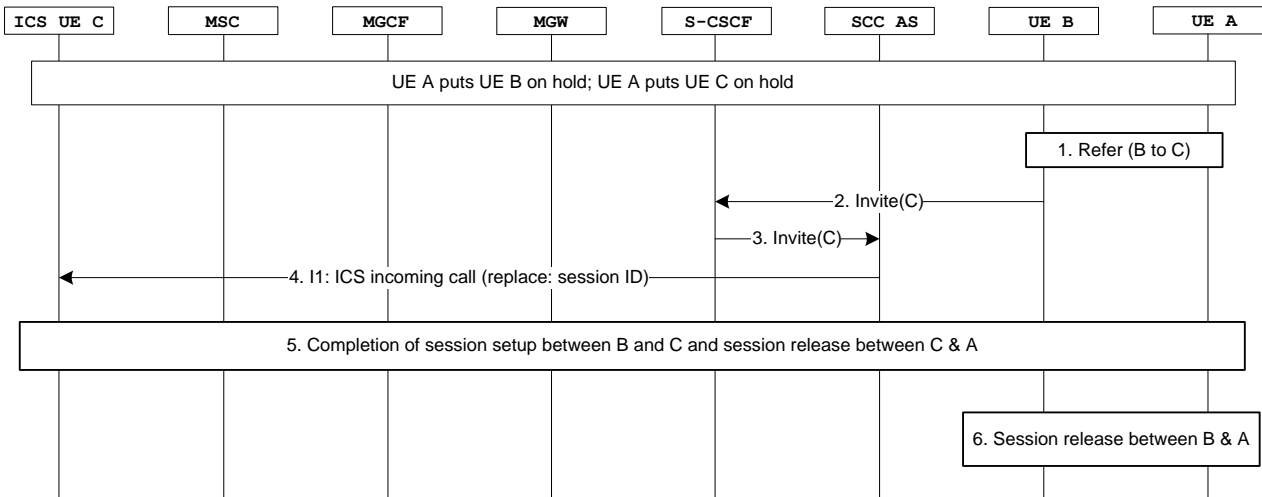 ICS UE C
MSC
MGCF
MGW
S-CSCF
SCC AS
UE B
UE A
UE A puts UE B on hold; UE A puts UE C on hold
1. Refer (B to C)
2. Invite(C)
3. Invite(C)
4. I1: ICS incoming call (replace: session ID)
5. Completion of session setup between B and C and session release between C & A
6. Session release between B & A